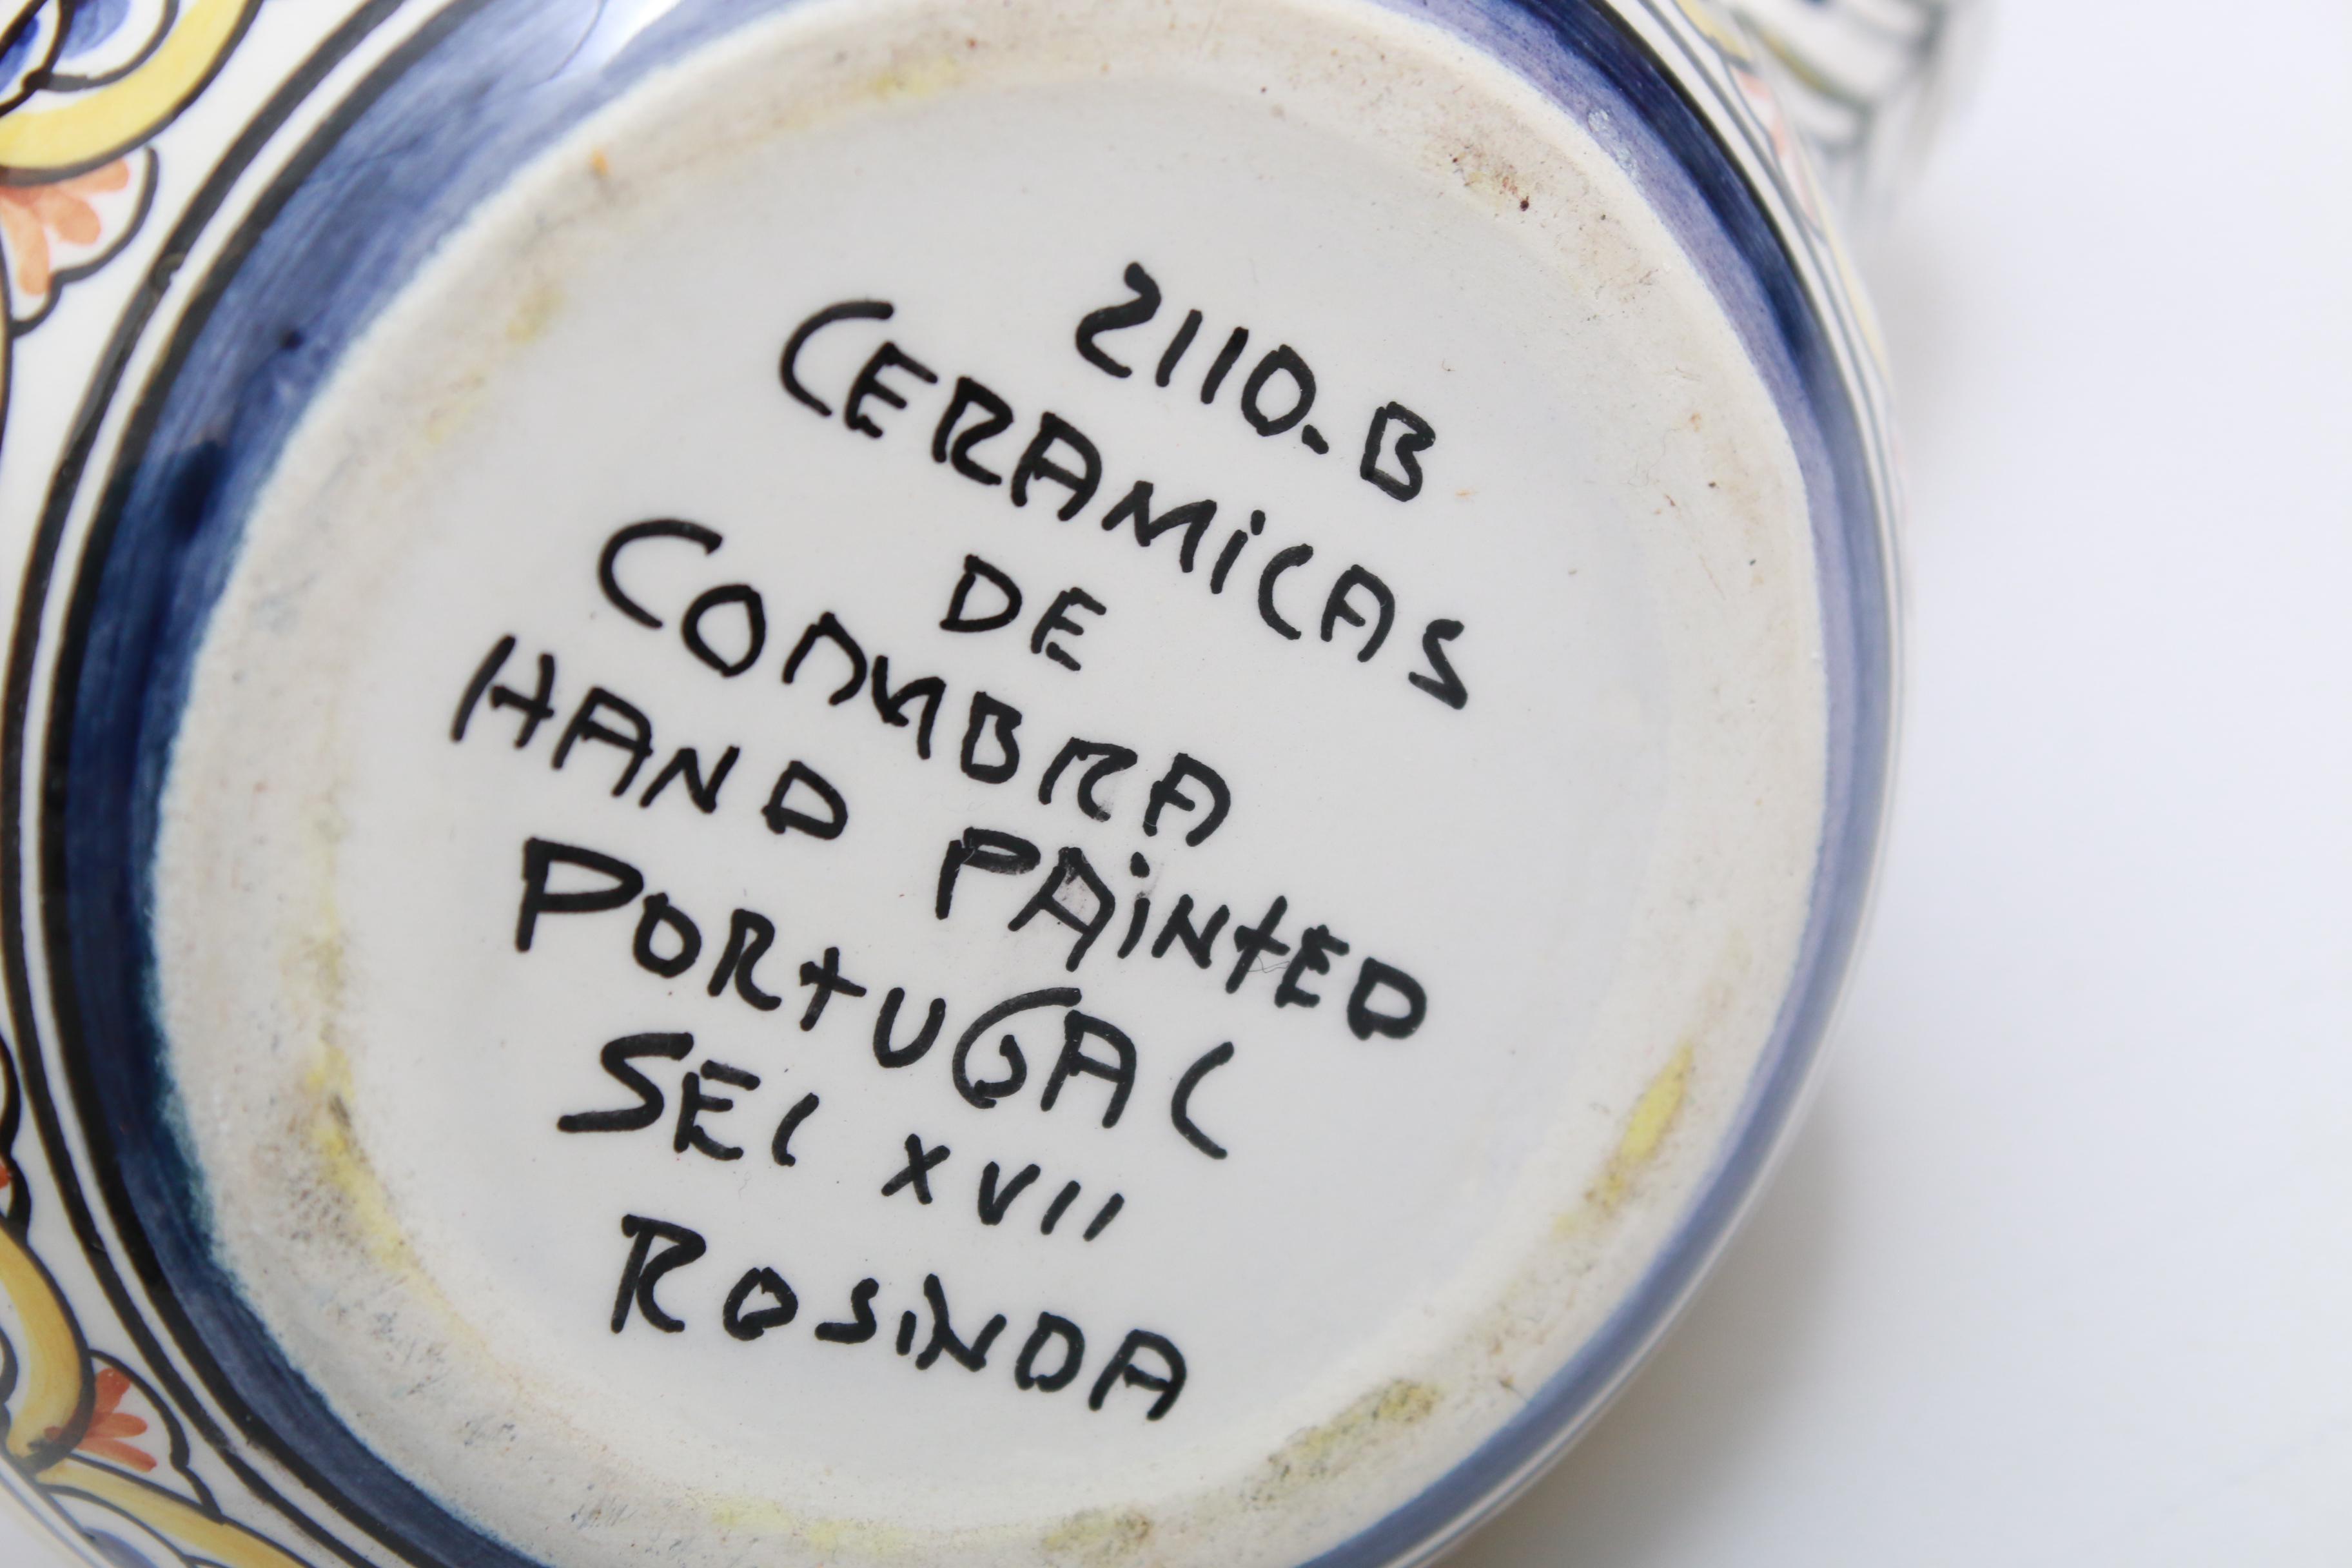 2110-B
CERAMiCAS
DE
COiMBRA
HAND PAiNtED
PORtUGAL
SEC XVII
ROSiNDA